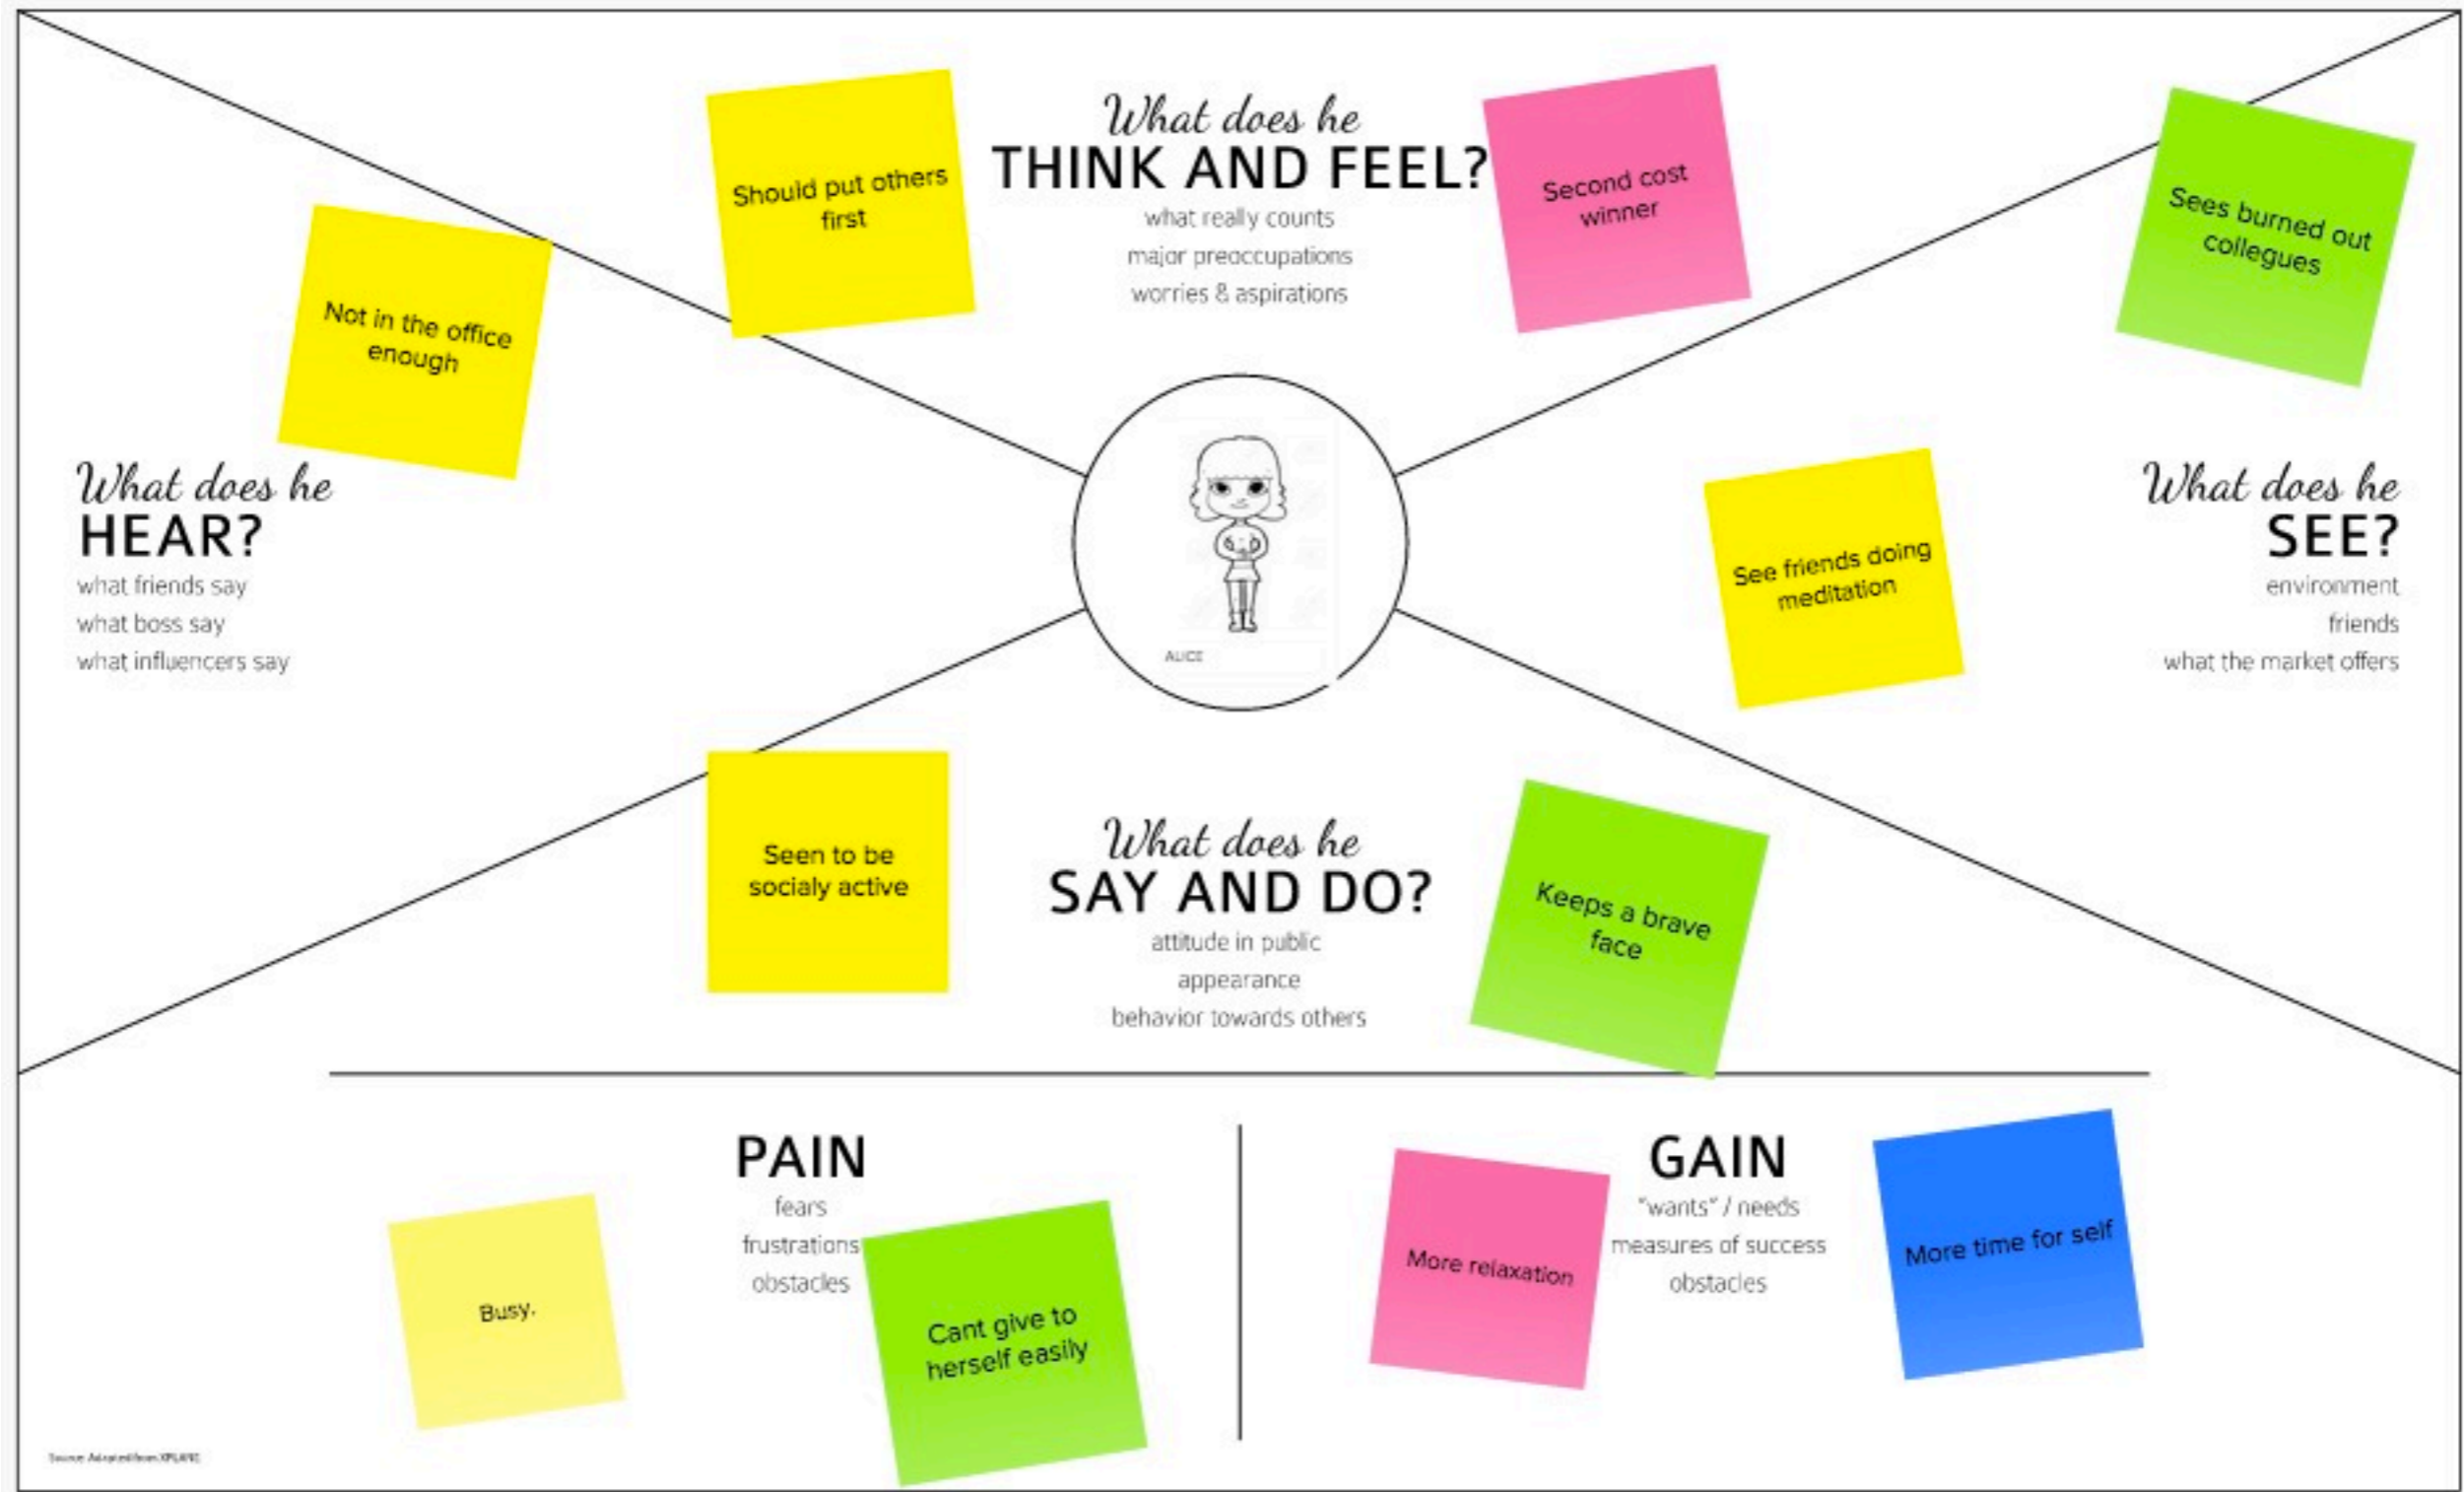 What does he
THINK AND FEEL?
what really counts
major preoccupations
worries & aspirations
Should put others
first
Second cost
winner
Not in the office
enough
What does he
HEAR?
what friends say
what boss say
what influencers say
Sees burned out
collegues
See friends doing
meditation
What does he
SEE?
environment
friends
what the market offers
ALICE
Seen to be
socialy active
What does he
SAY AND DO?
attitude in public
appearance
behavior towards others
Keeps a brave
face
PAIN
fears
frustrations
obstacles
Busy.
Cant give to
herself easily
GAIN
"wants" / needs
measures of success
obstacles
More relaxation
More time for self
Source: Adapted from XPLANE